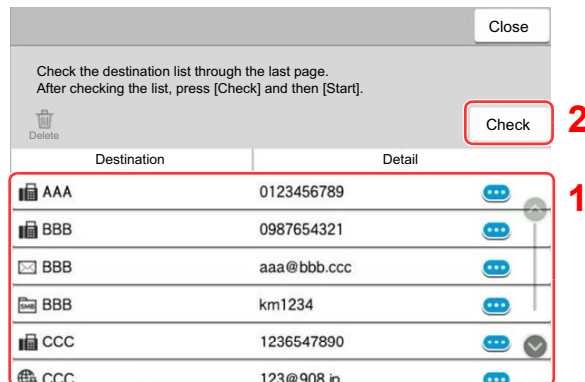 Close
Check the destination list through the last page.
After checking the list, press [Check] and then [Start].
Delete
Check
2
Destination Detail
1
AAA 0123456789
BBB 0987654321
BBB aaa@bbb.ccc
SMB BBB km1234
CCC 1236547890
CCC 123@908.jp